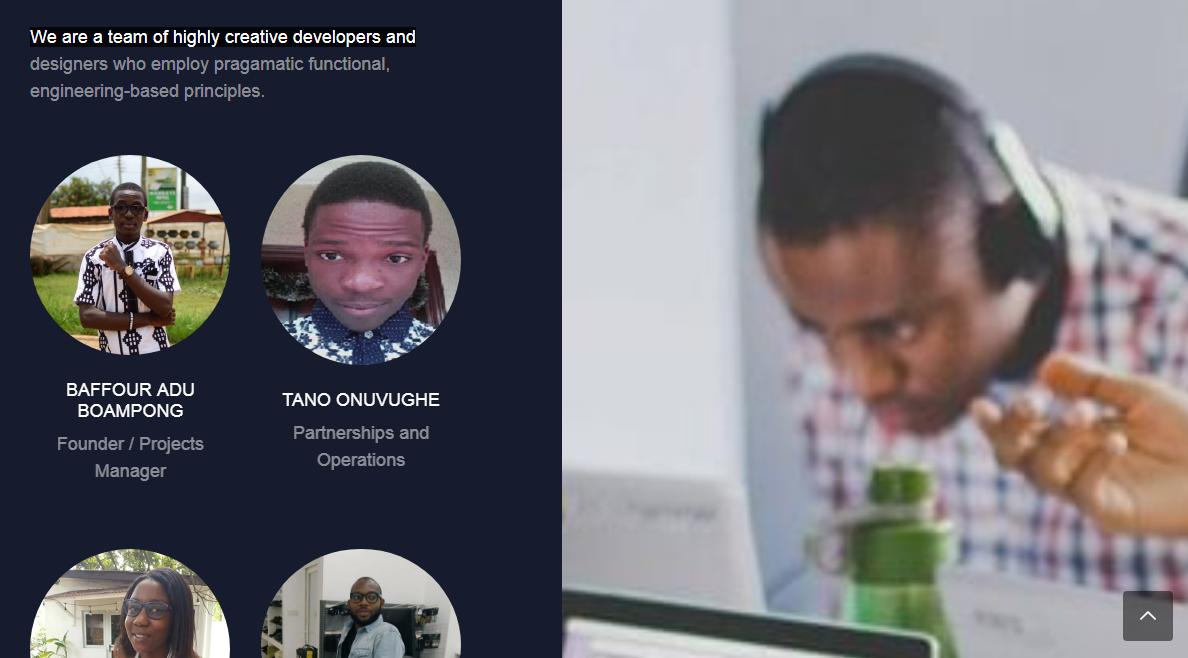 We are a team of highly creative developers and
designers who employ pragamatic functional,
engineering-based principles.
BAFFOUR ADU
BOAMPONG
Founder / Projects
Manager
TANO ONUVUGHE
Partnerships and
Operations